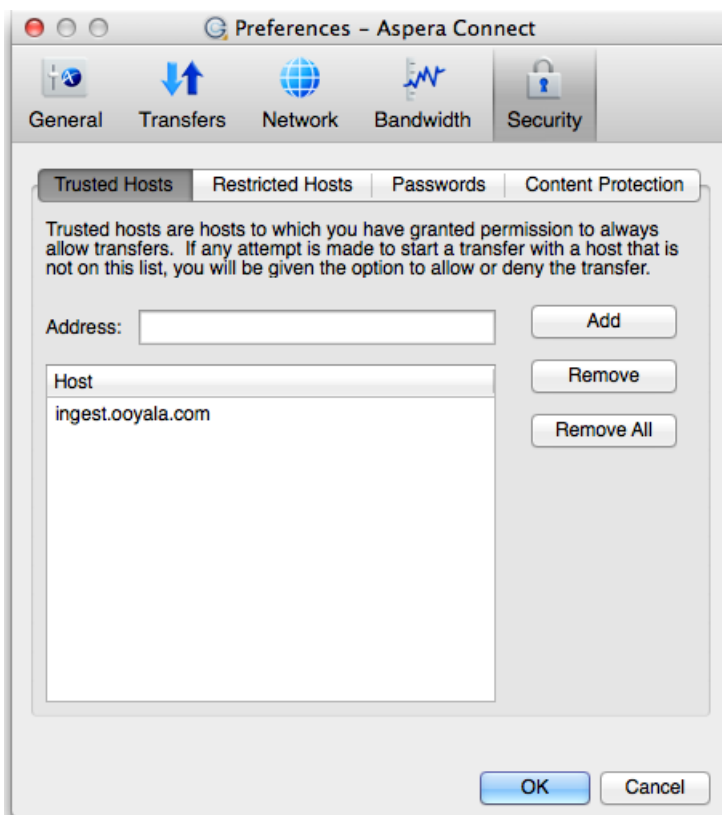 Preferences – Aspera Connect
General Transfers Network Bandwidth Security
Trusted Hosts Restricted Hosts Passwords Content Protection
Trusted hosts are hosts to which you have granted permission to always
allow transfers. If any attempt is made to start a transfer with a host that is
not on this list, you will be given the option to allow or deny the transfer.
Address: Add
Host Remove
ingest.ooyala.com
Remove All
OK Cancel